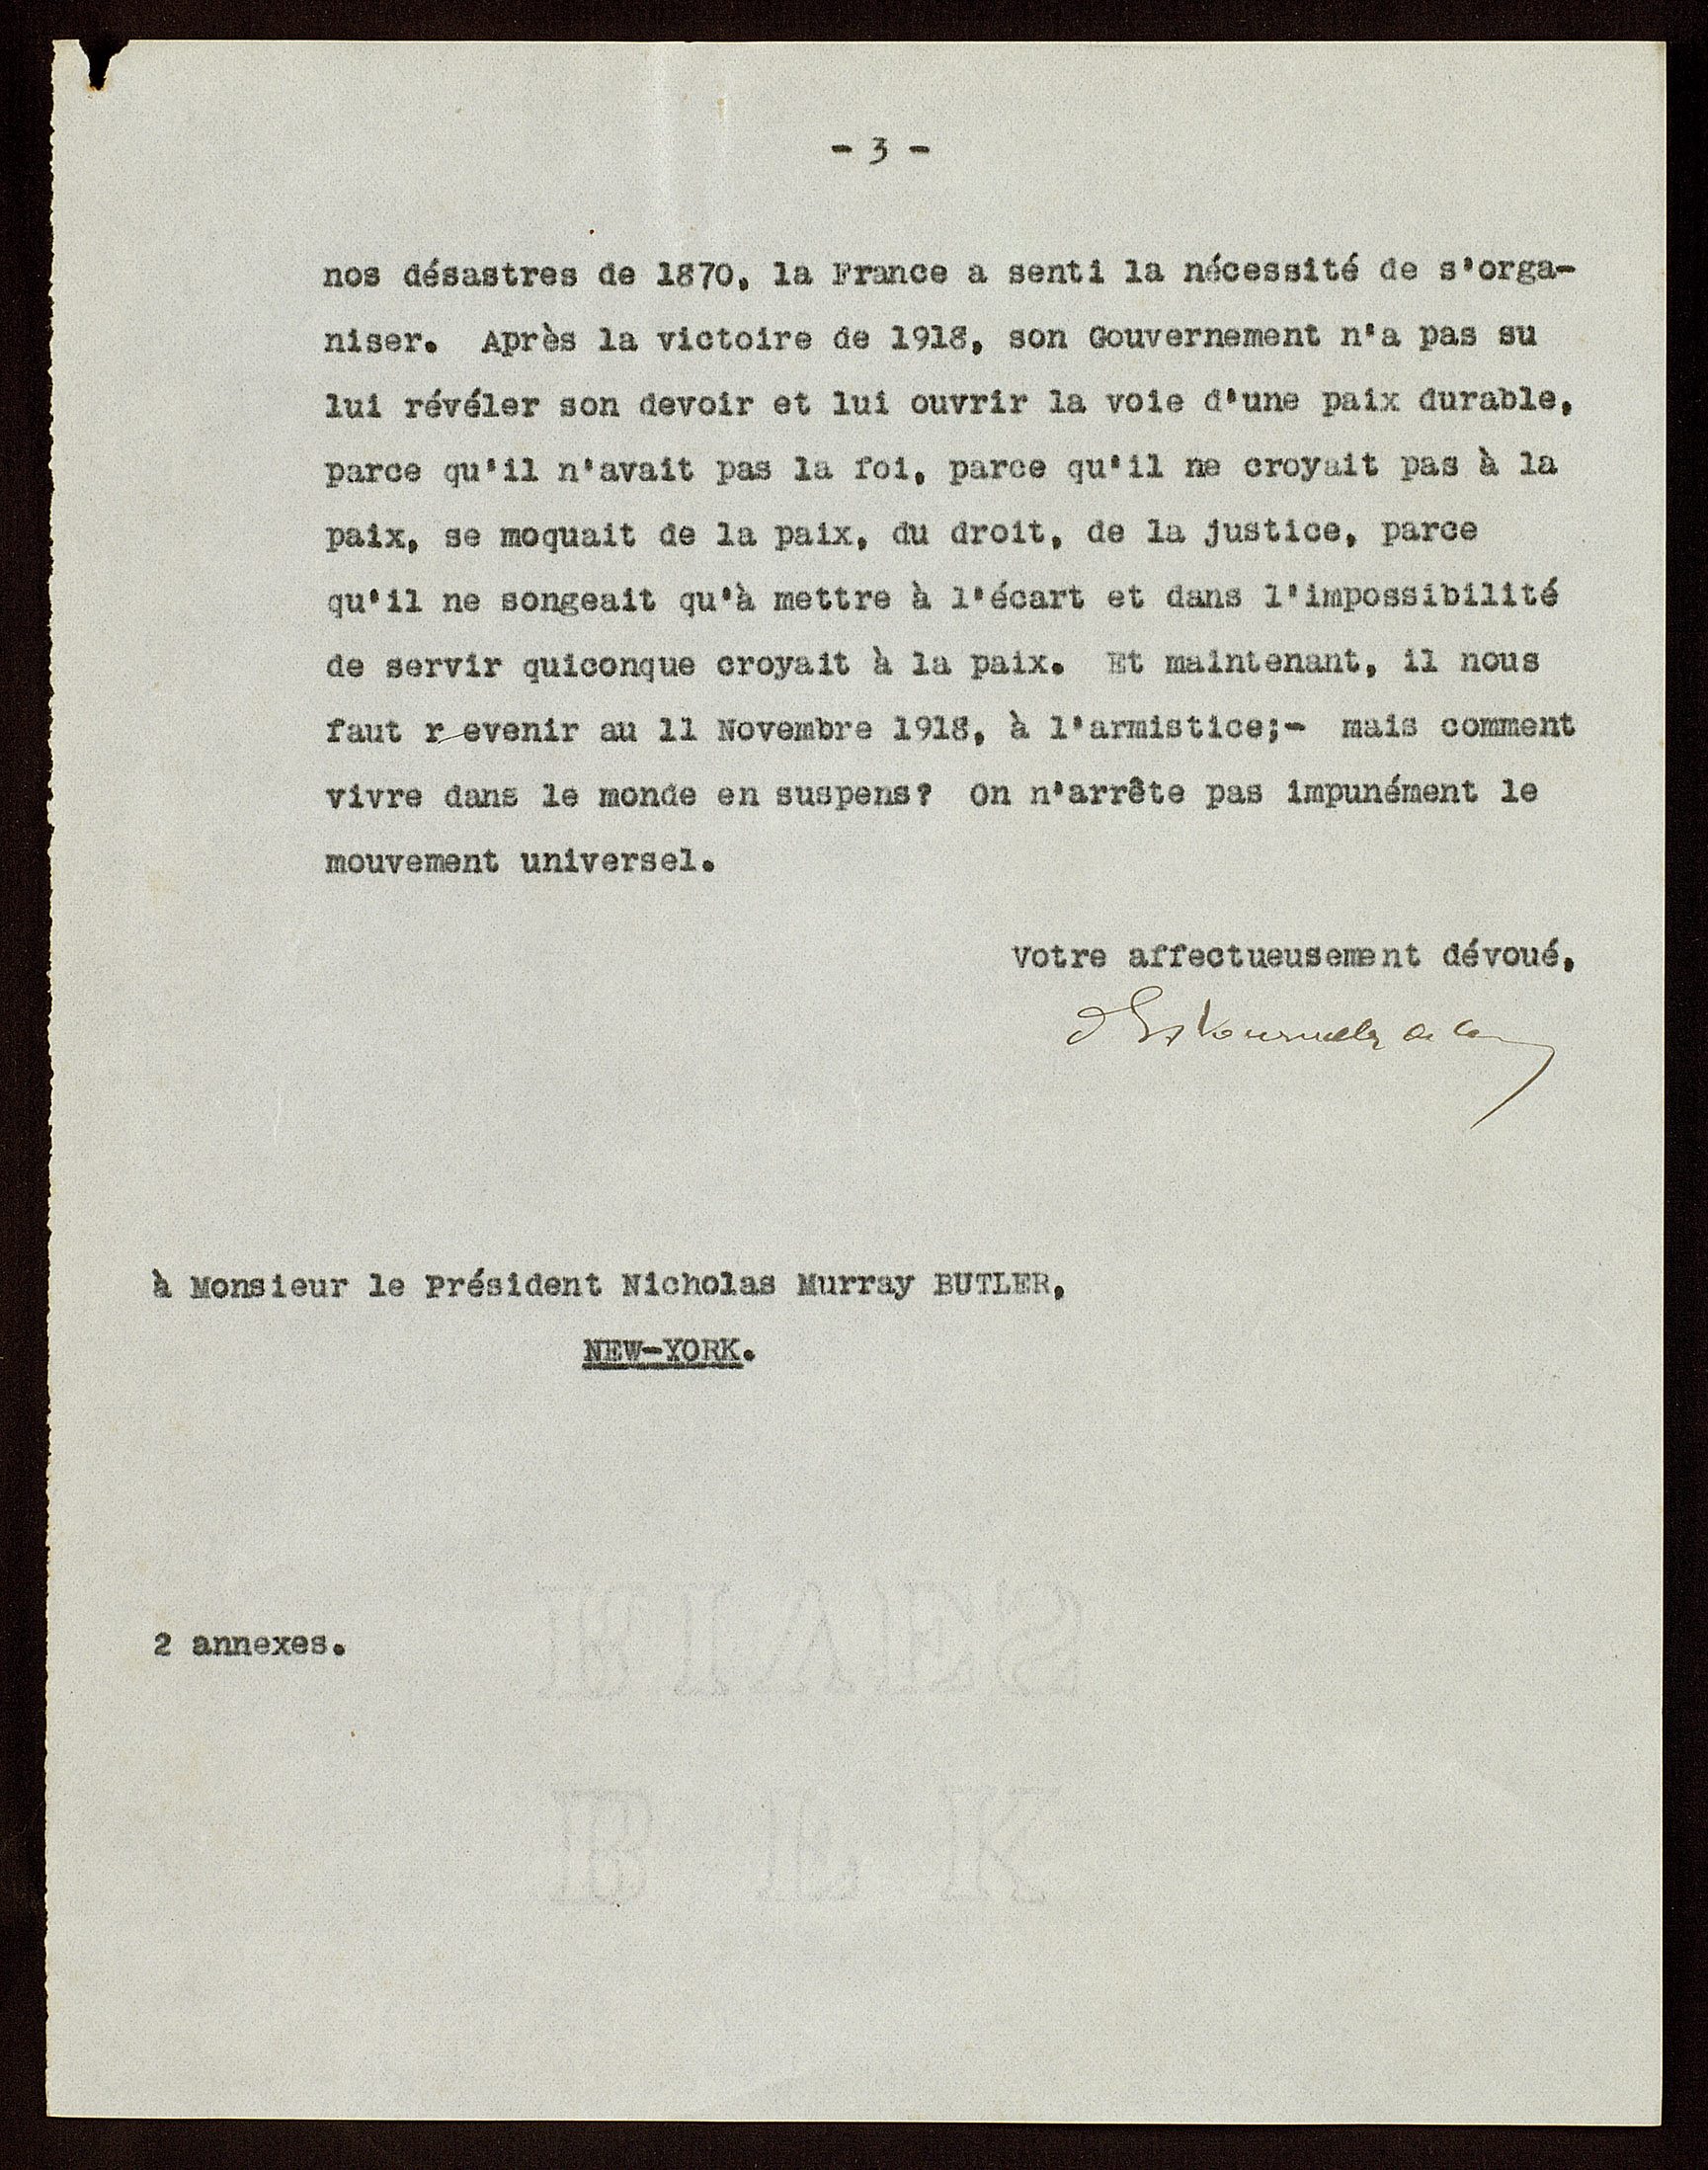 - 3 -
nos désastres de 1870, la France a senti la nécessité de s'orga-
niser. Après la victoire de 1918, son Gouvernement n'a pas su
lui révéler son devoir et lui ouvrir la voie d'une paix durable,
parce qu'il n'avait pas la foi, parce qu'il ne croyait pas à la
paix, se moquait de la paix, du droit, de la justice, parce
qu'il ne songeait qu'à mettre à l'écart et dans l'impossibilité
de servir quiconque croyait à la paix. Et maintenant, il nous
faut revenir au 11 Novembre 1918, à l'armistice;- mais comment
vivre dans le monde en suspens? On n'arrête pas impunément le
mouvement universel.
Votre affectueusement dévoué,
d'Estournelles de
à Monsieur le Président Nicholas Murray BUTLER,
NEW-YORK.
2 annexes.